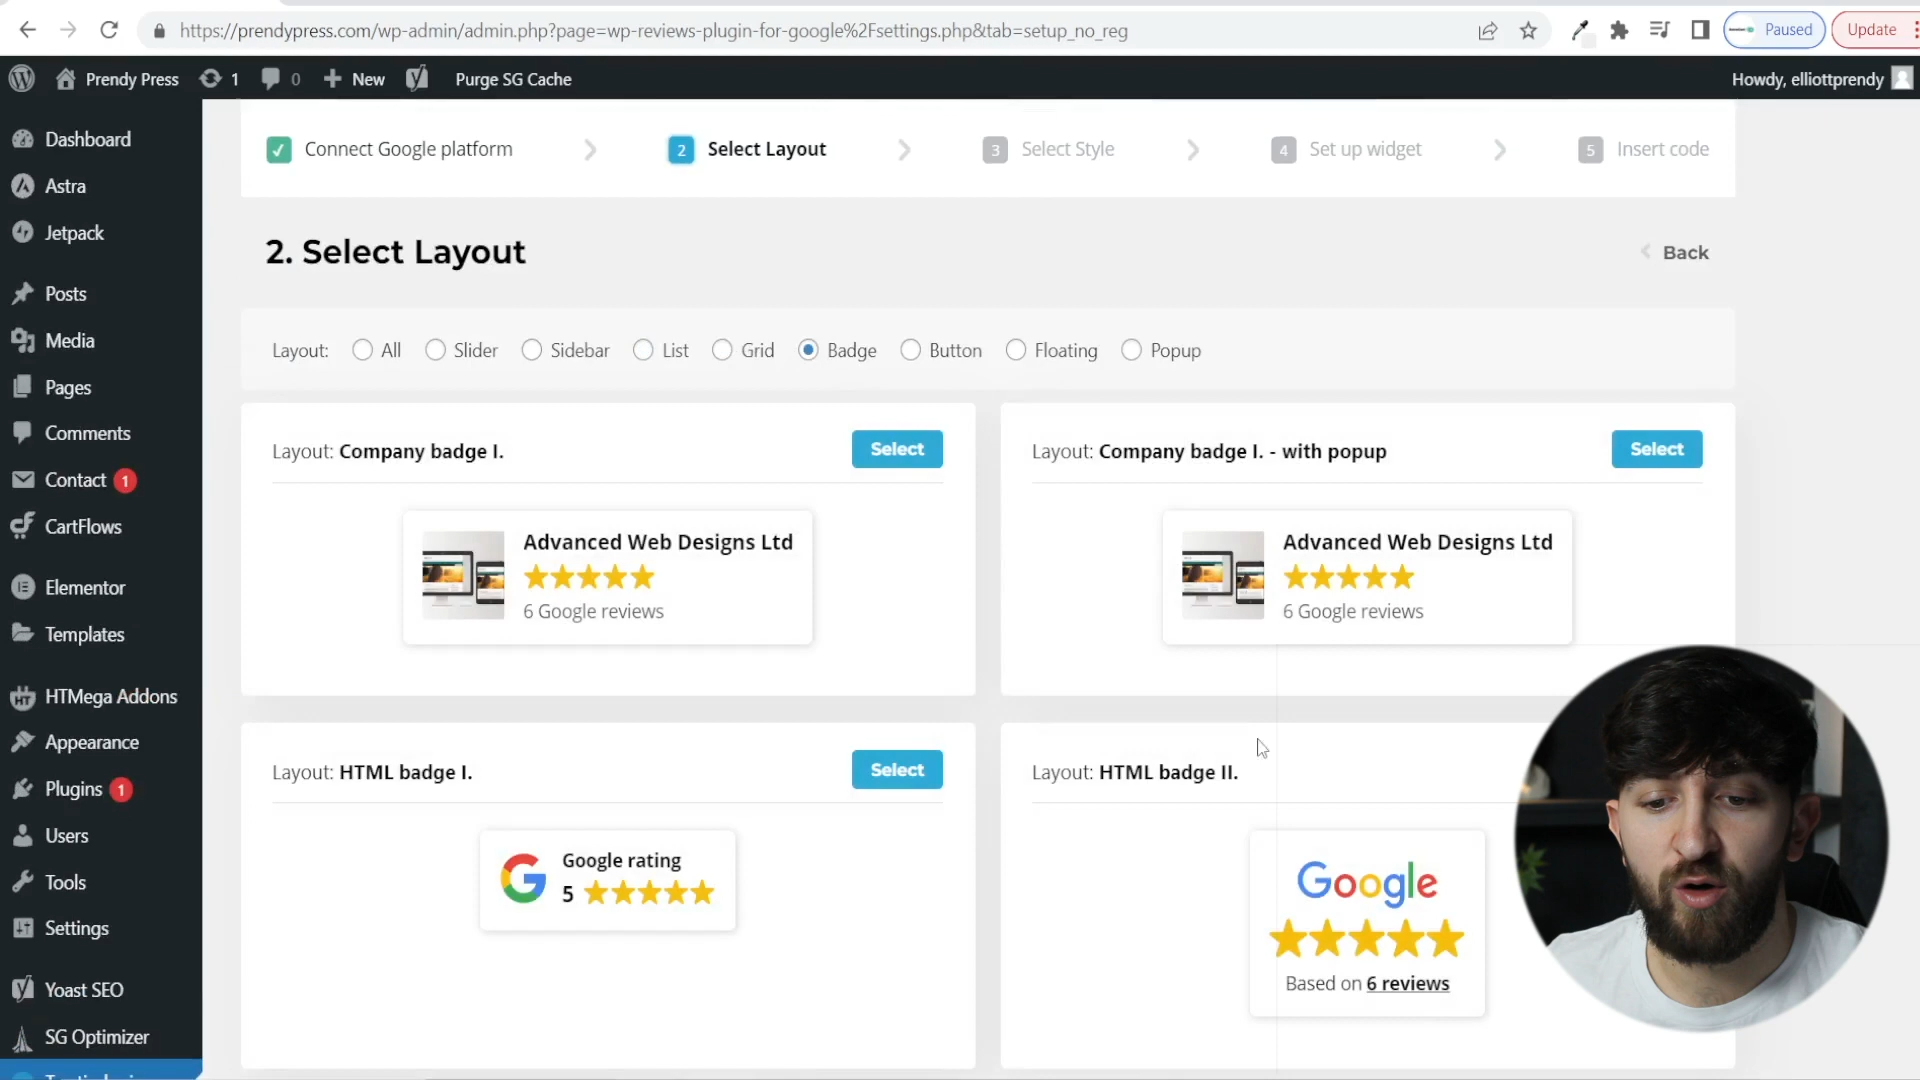 https://prendypress.com/wp-admin/admin.php?page=wp-reviews-plugin-for-google%2Fsettings.php&tab=setup_no_reg
Paused
Update
Prendy Press
1
0
New
Purge SG Cache
Howdy, elliottprendy
Dashboard
Astra
Jetpack
Posts
Media
Pages
Comments
Contact 1
CartFlows
Elementor
Templates
HTMega Addons
Appearance
Plugins 1
Users
Tools
Settings
Yoast SEO
SG Optimizer
Connect Google platform
2 Select Layout
3 Select Style
4 Set up widget
5 Insert code
2. Select Layout
Back
Layout: All Slider Sidebar List Grid Badge Button Floating Popup
Layout: Company badge I.
Select
Advanced Web Designs Ltd
6 Google reviews
Layout: Company badge I. - with popup
Select
Advanced Web Designs Ltd
6 Google reviews
Layout: HTML badge I.
Select
Google rating
5
Layout: HTML badge II.
Google
Based on 6 reviews